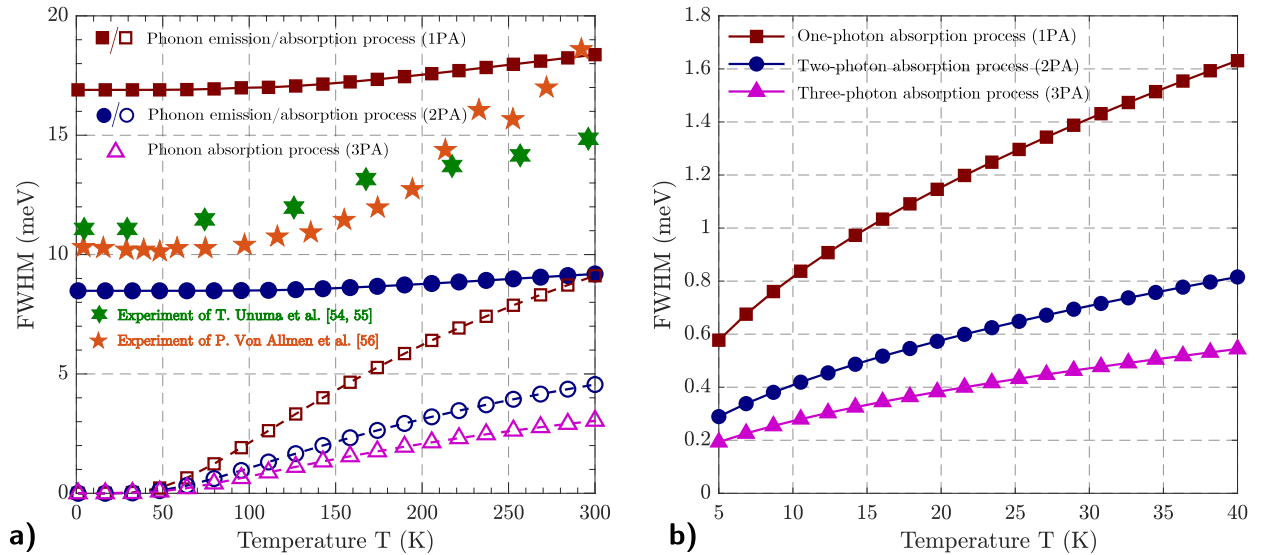 20
15
10
5
0
FWHM (meV)
Phonon emission/absorption process (1PA)
Phonon emission/absorption process (2PA)
Phonon absorption process (3PA)
Experiment of T. Unuma et al. [54, 55]
Experiment of P. Von Allmen et al. [56]
0 50 100 150 200 250 300
Temperature T (K)
a)
1.8
1.6
1.4
1.2
1
0.8
0.6
0.4
0.2
0
FWHM (meV)
One-photon absorption process (1PA)
Two-photon absorption process (2PA)
Three-photon absorption process (3PA)
5 10 15 20 25 30 35 40
Temperature T (K)
b)